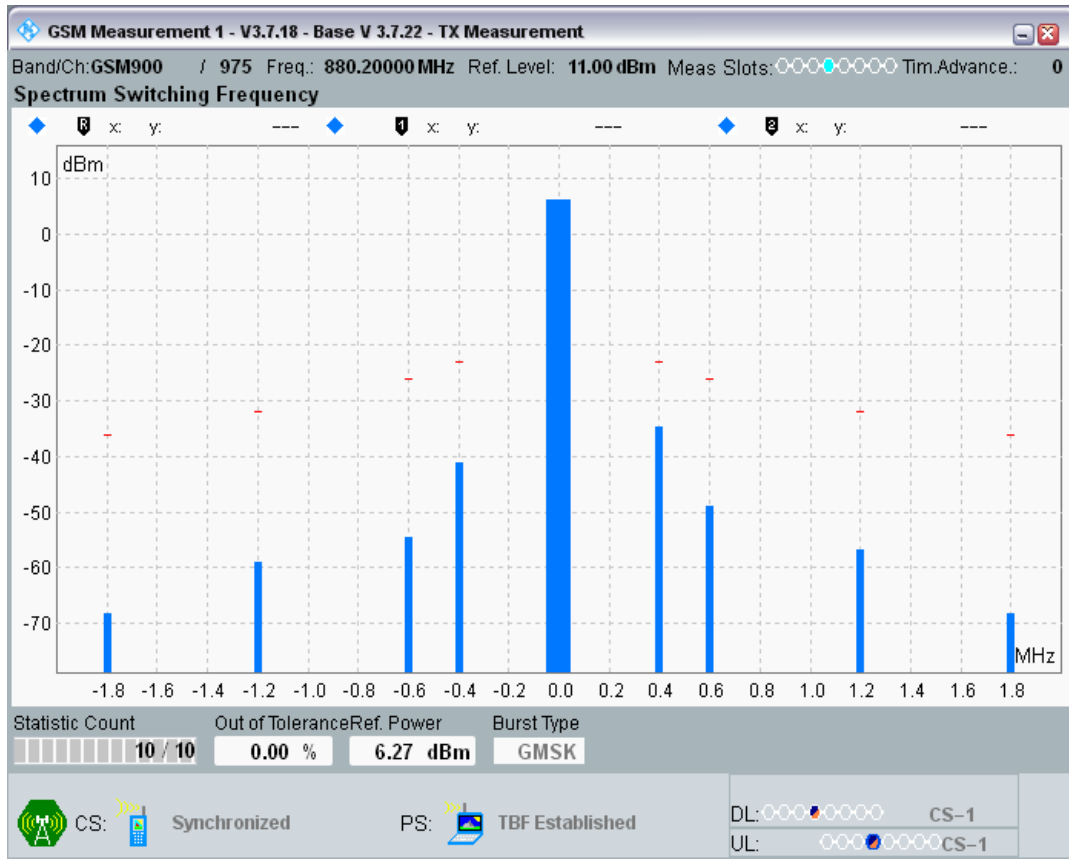 GSM Measurement 1 - V3.7.18 - Base V 3.7.22 - TX Measurement
Band/Ch:GSM900 / 975 Freq.: 880.20000 MHz Ref. Level: 11.00 dBm Meas Slots: Tim.Advance.: 0
Spectrum Switching Frequency
R x: y: --- 1 x: y: --- 2 x: y: ---
dBm
10
0
-10
-20
-30
-40
-50
-60
-70
MHz
-1.8 -1.6 -1.4 -1.2 -1.0 -0.8 -0.6 -0.4 -0.2 0.0 0.2 0.4 0.6 0.8 1.0 1.2 1.4 1.6 1.8
Statistic Count Out of Tolerance Ref. Power Burst Type
10 / 10 0.00 % 6.27 dBm GMSK
CS: Synchronized PS: TBF Established
DL: CS-1
UL: CS-1